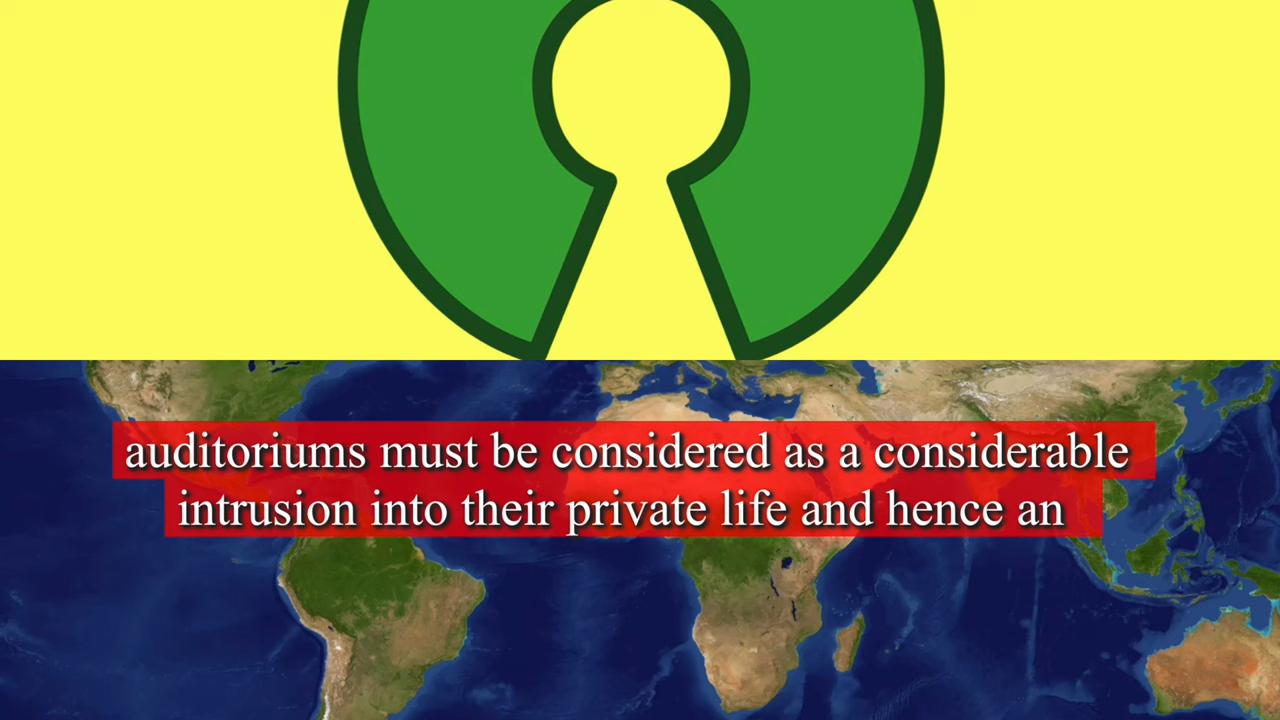 auditoriums must be considered as a considerable
intrusion into their private life and hence an